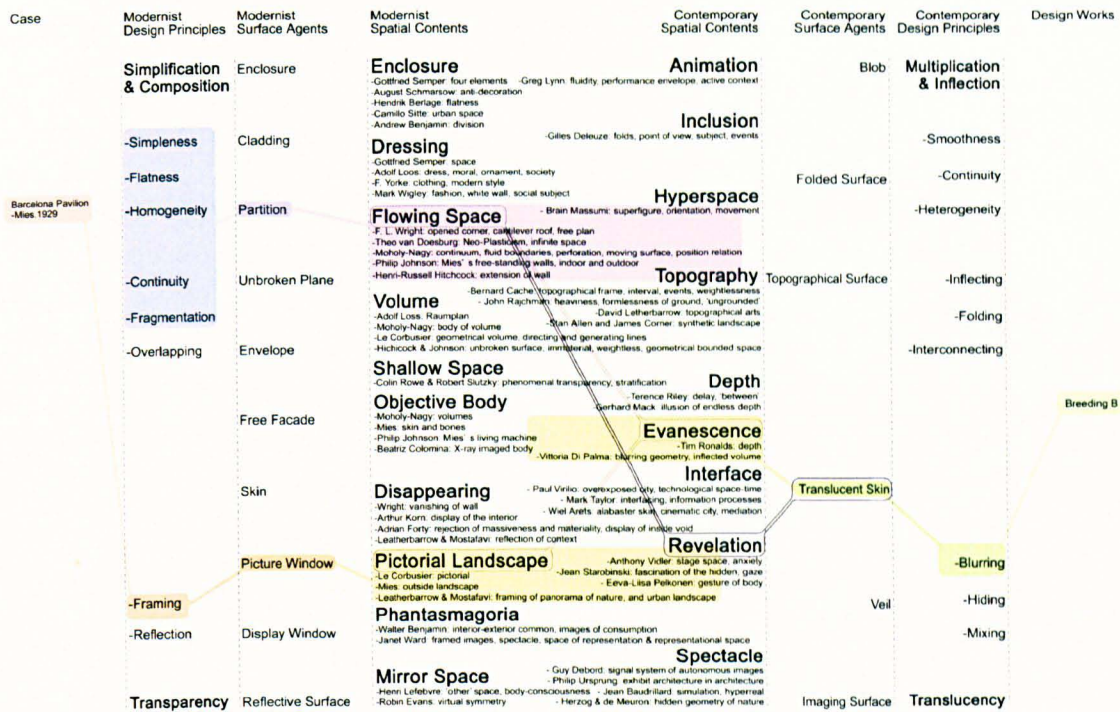 Case
Modernist
Design Principles
Modernist
Surface Agents
Modernist
Spatial Contents
Contemporary
Spatial Contents
Contemporary
Surface Agents
Contemporary
Design Principles
Design Works
Barcelona Pavilion
-Mies.1929
Simplification
& Composition
-Simpleness
-Flatness
-Homogeneity
-Continuity
-Fragmentation
-Overlapping
-Framing
-Reflection
Transparency
Enclosure
Cladding
Partition
Unbroken Plane
Envelope
Free Facade
Skin
Picture Window
Display Window
Reflective Surface
Enclosure
-Gottfried Semper: four elements
-August Schmarsow: anti-decoration
-Hendrik Berlage: flatness
-Camillo Sitte: urban space
-Andrew Benjamin: division
Dressing
-Gottfried Semper: space
-Adolf Loos: dress, moral, ornament, society
-F. Yorke: clothing, modern style
-Mark Wigley: fashion, white wall, social subject
Flowing Space
-F. L. Wright: opened corner, cantilever roof, free plan
-Theo van Doesburg: Neo-Plasticism, infinite space
-Moholy-Nagy: continuum, fluid boundaries, perforation, moving surface, position relation
-Philip Johnson: Mies' s free-standing walls, indoor and outdoor
-Henri-Russell Hitchcock: extension of wall
Volume
-Adolf Loss: Raumplan
-Moholy-Nagy: body of volume
-Le Corbusier: geometrical volume, directing and generating lines
-Hichicock & Johnson: unbroken surface, immaterial, weightless, geometrical bounded space
Shallow Space
-Colin Rowe & Robert Slutzky: phenomenal transparency, stratification
Objective Body
-Moholy-Nagy: volumes
-Mies: skin and bones
-Philip Johnson: Mies' s living machine
-Beatriz Colomina: X-ray imaged body
Disappearing
-Wright: vanishing of wall
-Arthur Korn: display of the interior
-Adrian Forty: rejection of massiveness and materiality, display of inside void
-Leatherbarrow & Mostafavi: reflection of context
Pictorial Landscape
-Le Corbusier: pictorial
-Mies: outside landscape
-Leatherbarrow & Mostafavi: framing of panorama of nature, and urban landscape
Phantasmagoria
-Walter Benjamin: interior-exterior common, images of consumption
-Janet Ward: framed images, spectacle, space of representation & representational space
Mirror Space
-Henri Lefebvre: 'other' space, body-consciousness
-Robin Evans: virtual symmetry
Animation
-Greg Lynn: fluidity, performance envelope, active context
Inclusion
-Gilles Deleuze: folds, point of view, subject, events
Hyperspace
- Brain Massumi: superfigure, orientation, movement
Topography
-Bernard Cache: topographical frame, interval, events, weightlessness
- John Rajchman: heaviness, formlessness of ground, 'ungrounded'
-David Letherbarrow: topographical arts
-Stan Allen and James Corner: synthetic landscape
Depth
- Terence Riley: delay, 'between'
-Gerhard Mack: illusion of endless depth
Evanescence
-Tim Ronalds: depth
-Vittoria Di Palma: blurring geometry, inflected volume
Interface
- Paul Virilio: overexposed city, technological space-time
- Mark Taylor: interfacing, information processes
- Wiel Arets: alabaster skin, cinematic city, mediation
Revelation
-Anthony Vidler: stage space, anxiety
-Jean Starobinski: fascination of the hidden, gaze
- Eeva-Liisa Pelkonen: gesture of body
Spectacle
- Guy Debord: signal system of autonomous images
- Philip Ursprung: exhibit architecture in architecture
- Jean Baudrillard: simulation, hyperreal
- Herzog & de Meuron: hidden geometry of nature
Blob
Folded Surface
Topographical Surface
Translucent Skin
Veil
Imaging Surface
Multiplication
& Inflection
-Smoothness
-Continuity
-Heterogeneity
-Inflecting
-Folding
-Interconnecting
-Blurring
-Hiding
-Mixing
Translucency
Breeding B